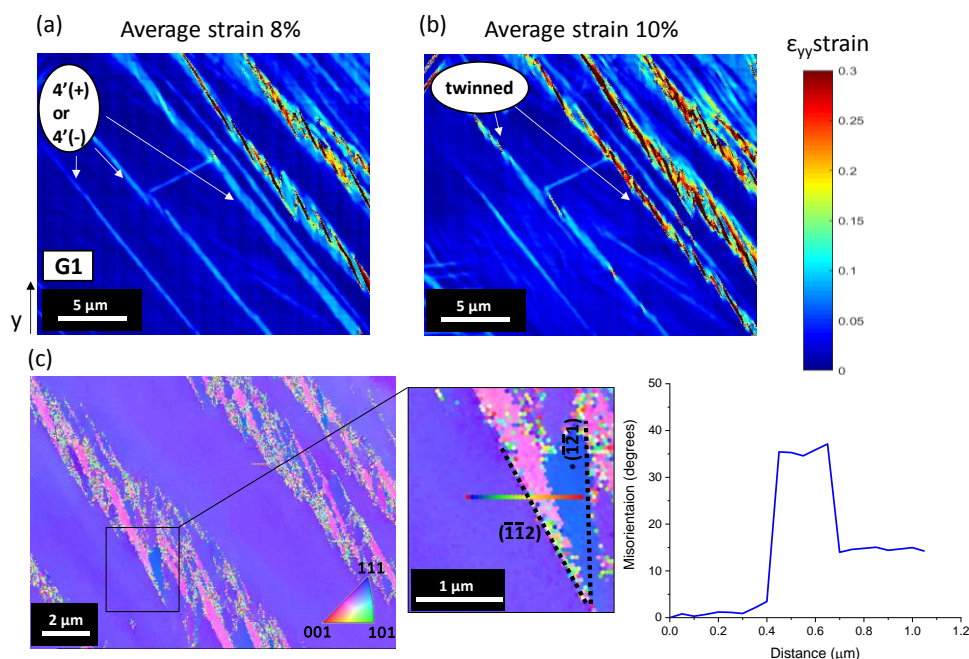 (a)
Average strain 8%
(b)
Average strain 10%
εyy strain
4’(+)
or
4’(-)
twinned
0.3
0.25
0.2
0.15
0.1
0.05
0
G1
y
5 µm
5 µm
(c)
111
001
101
2 µm
(1̅2̅1)
(1̅1̅2)
1 µm
50
40
30
20
10
0
Misorientaion (degrees)
0.0
0.2
0.4
0.6
0.8
1.0
1.2
Distance (µm)